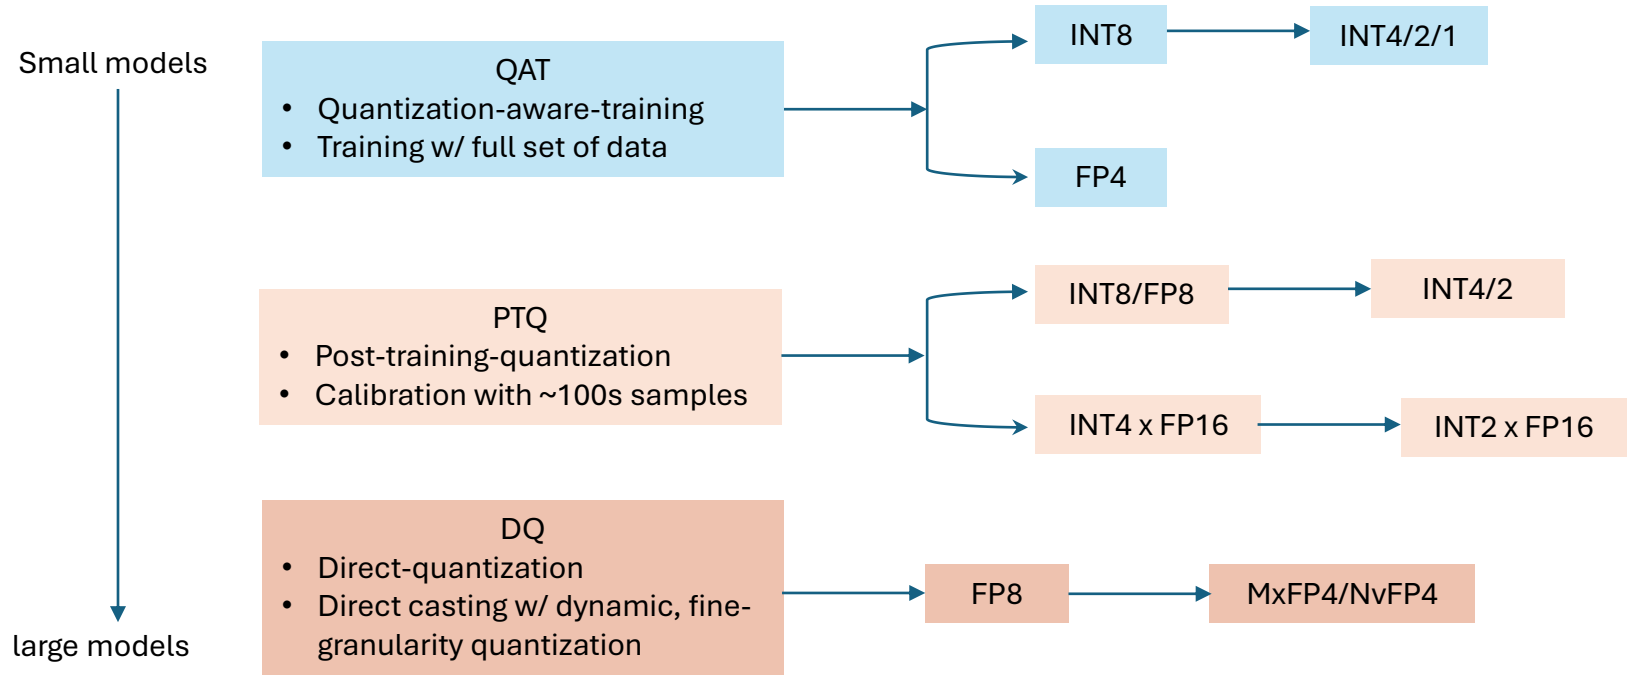 Small models
QAT
• Quantization-aware-training
• Training w/ full set of data
INT8
INT4/2/1
FP4
PTQ
• Post-training-quantization
• Calibration with ~100s samples
INT8/FP8
INT4/2
INT4 x FP16
INT2 x FP16
DQ
• Direct-quantization
• Direct casting w/ dynamic, fine-
granularity quantization
FP8
MxFP4/NvFP4
large models